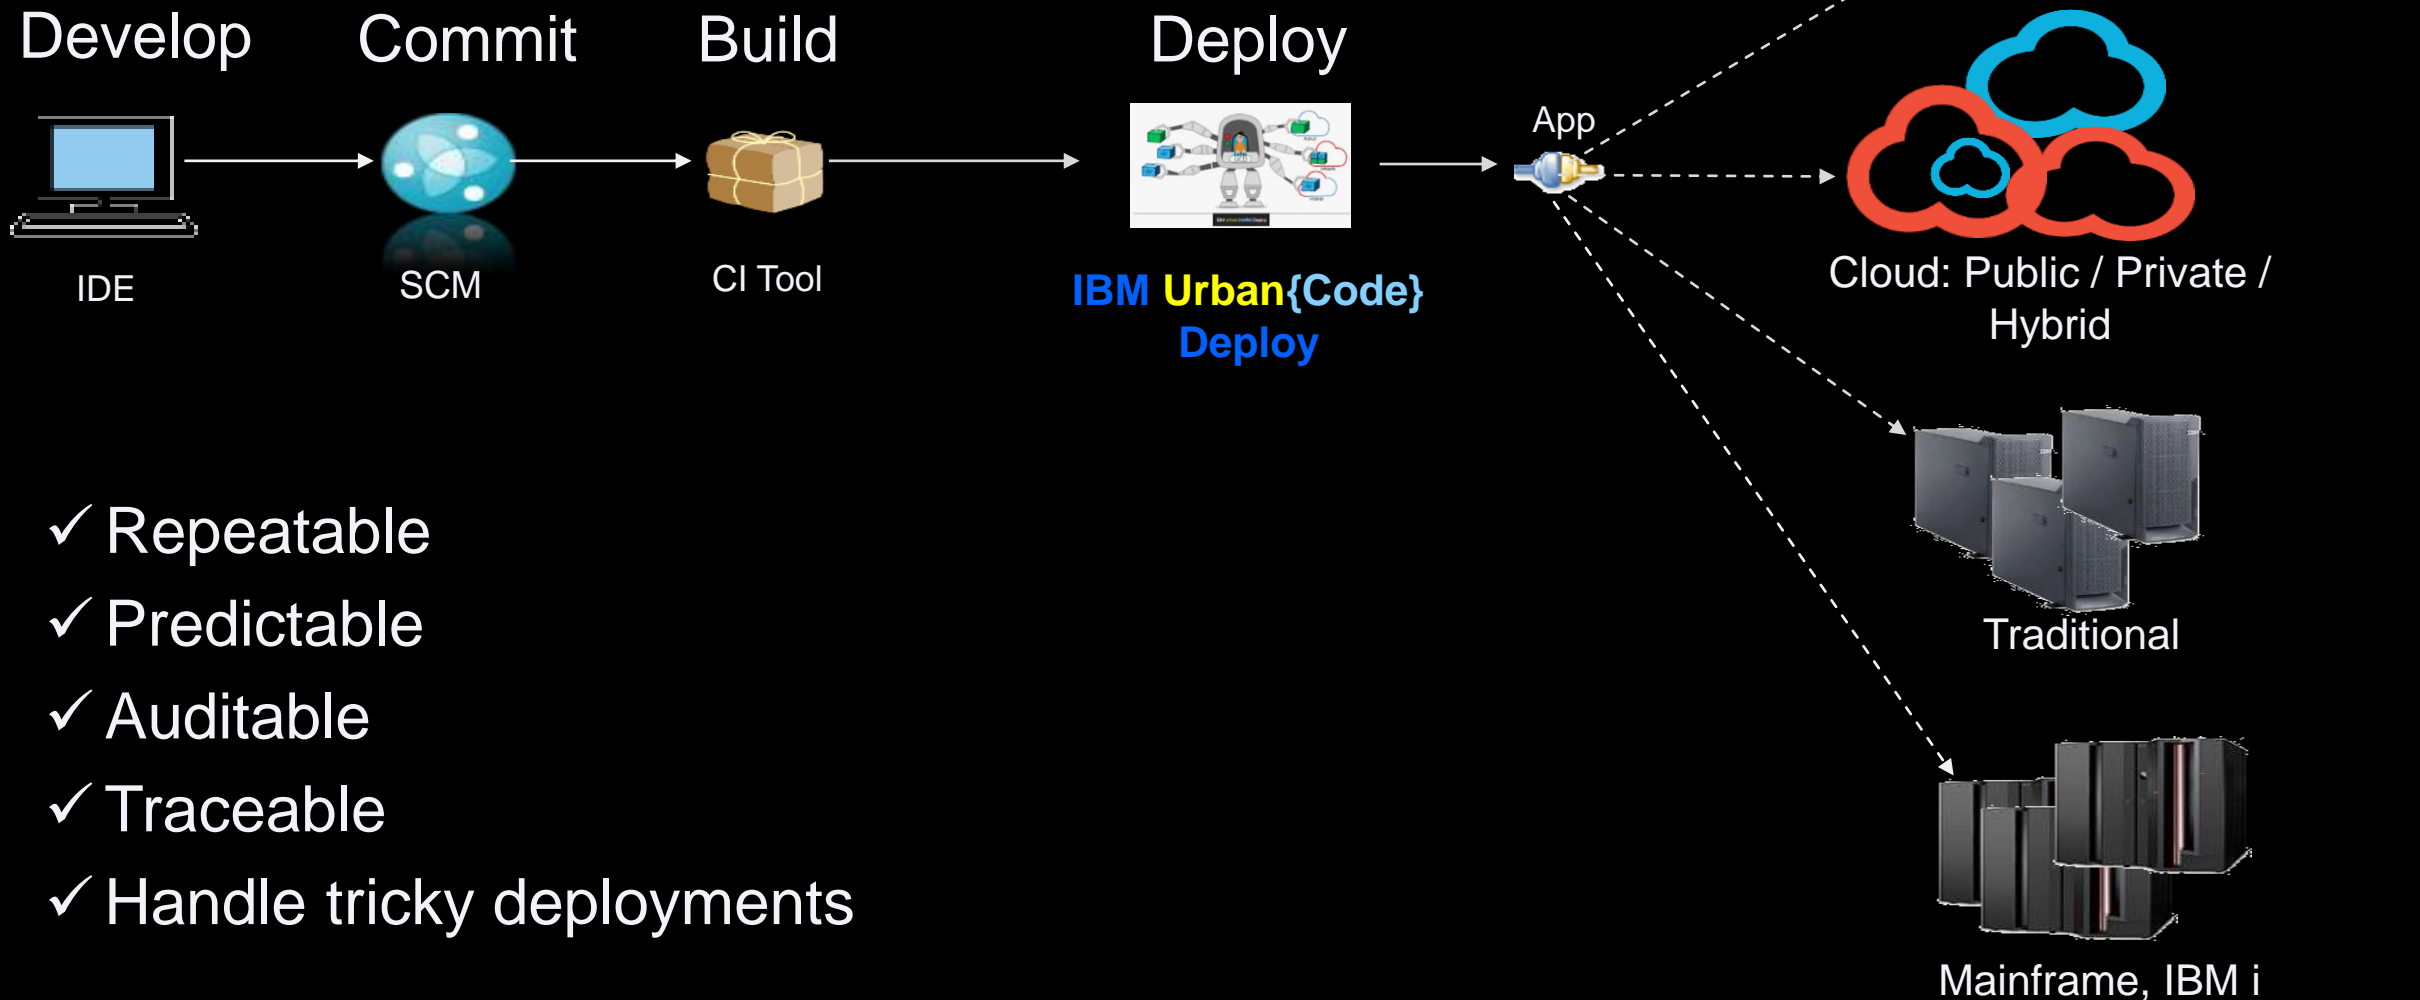 Develop
Commit
Build
Deploy
App
IDE
SCM
CI Tool
IBM Urban{Code}
Deploy
Cloud: Public / Private /
Hybrid
Traditional
✓ Repeatable
✓ Predictable
✓ Auditable
✓ Traceable
✓ Handle tricky deployments
Mainframe, IBM i